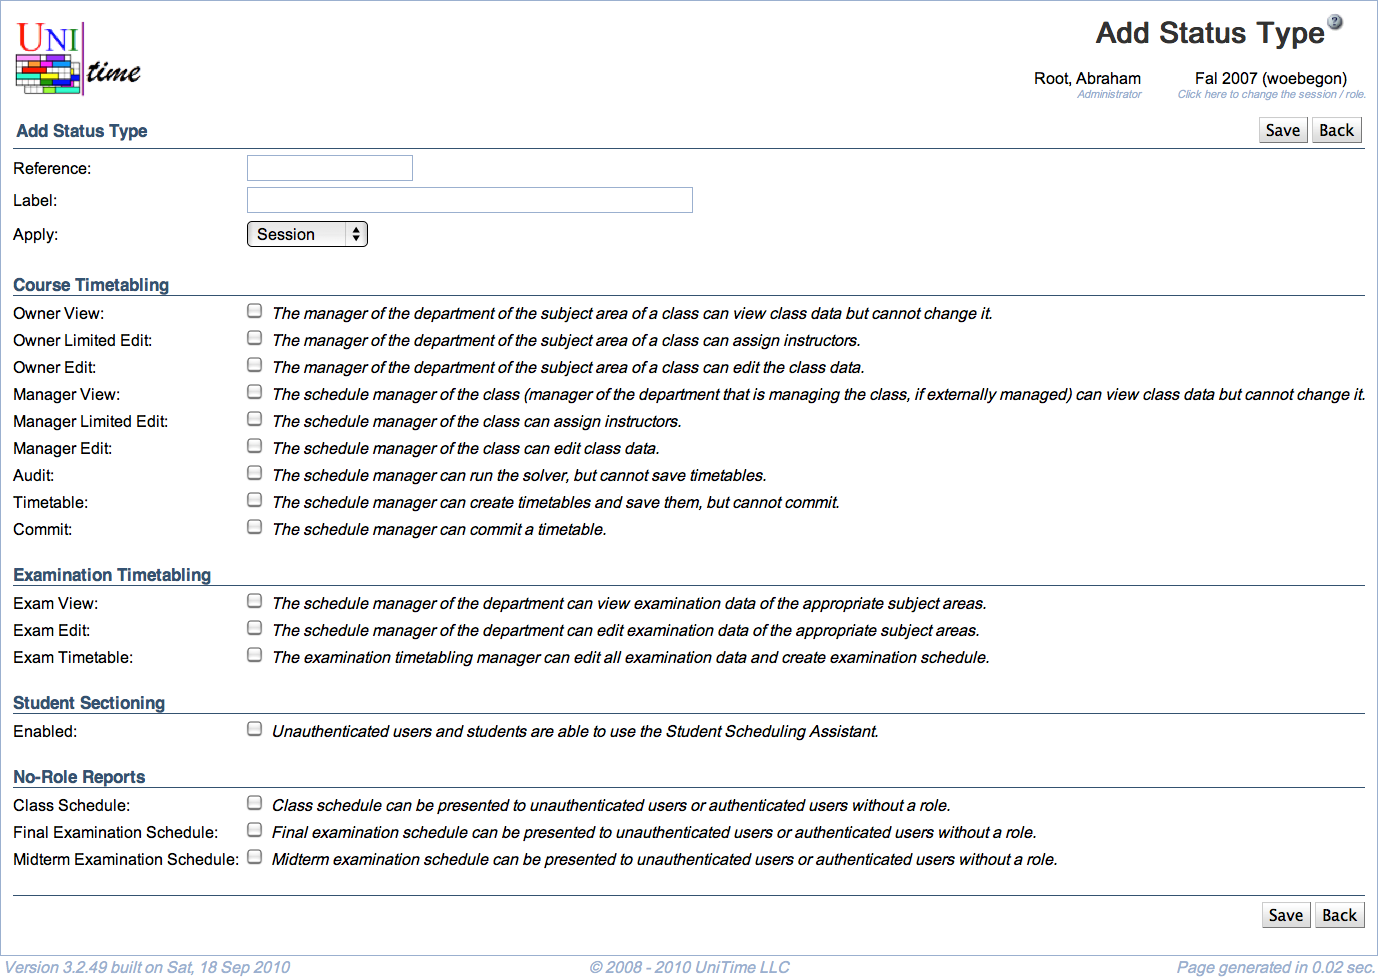 UNI
time
Add Status Type ?
Root, Abraham
Administrator
Fal 2007 (woebegon)
Click here to change the session / role.
Add Status Type
Save Back
Reference:
Label:
Apply: Session
Course Timetabling
Owner View: The manager of the department of the subject area of a class can view class data but cannot change it.
Owner Limited Edit: The manager of the department of the subject area of a class can assign instructors.
Owner Edit: The manager of the department of the subject area of a class can edit the class data.
Manager View: The schedule manager of the class (manager of the department that is managing the class, if externally managed) can view class data but cannot change it.
Manager Limited Edit: The schedule manager of the class can assign instructors.
Manager Edit: The schedule manager of the class can edit class data.
Audit: The schedule manager can run the solver, but cannot save timetables.
Timetable: The schedule manager can create timetables and save them, but cannot commit.
Commit: The schedule manager can commit a timetable.
Examination Timetabling
Exam View: The schedule manager of the department can view examination data of the appropriate subject areas.
Exam Edit: The schedule manager of the department can edit examination data of the appropriate subject areas.
Exam Timetable: The examination timetabling manager can edit all examination data and create examination schedule.
Student Sectioning
Enabled: Unauthenticated users and students are able to use the Student Scheduling Assistant.
No-Role Reports
Class Schedule: Class schedule can be presented to unauthenticated users or authenticated users without a role.
Final Examination Schedule: Final examination schedule can be presented to unauthenticated users or authenticated users without a role.
Midterm Examination Schedule: Midterm examination schedule can be presented to unauthenticated users or authenticated users without a role.
Save Back
Version 3.2.49 built on Sat, 18 Sep 2010
© 2008 - 2010 UniTime LLC
Page generated in 0.02 sec.